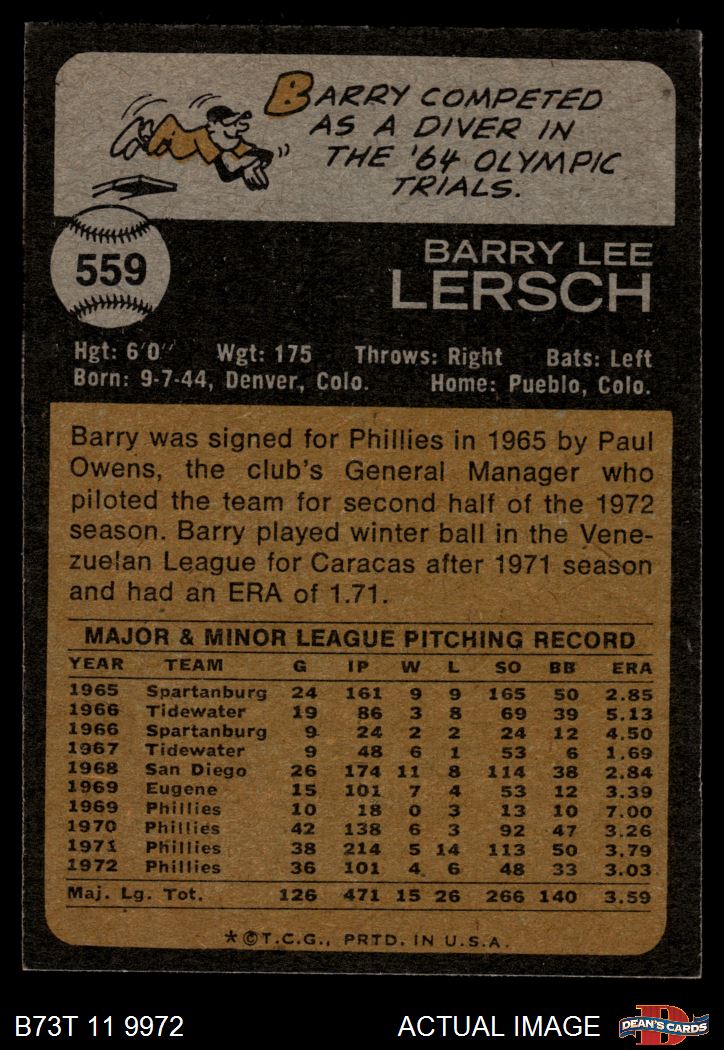 BARRY COMPETED
AS A DIVER IN
THE '64 OLYMPIC
TRIALS.
559
BARRY LEE
LERSCH
Hgt: 6'0" Wgt: 175 Throws: Right Bats: Left
Born: 9-7-44, Denver, Colo. Home: Pueblo, Colo.
Barry was signed for Phillies in 1965 by Paul
Owens, the club's General Manager who
piloted the team for second half of the 1972
season. Barry played winter ball in the Vene-
zuelan League for Caracas after 1971 season
and had an ERA of 1.71.
MAJOR & MINOR LEAGUE PITCHING RECORD
YEAR TEAM G IP W L SO BB ERA
1965 Spartanburg 24 161 9 9 165 50 2.85
1966 Tidewater 19 86 3 8 69 39 5.13
1966 Spartanburg 9 24 2 2 24 12 4.50
1967 Tidewater 9 48 6 1 53 6 1.69
1968 San Diego 26 174 11 8 114 38 2.84
1969 Eugene 15 101 7 4 53 12 3.39
1969 Phillies 10 18 0 3 13 10 7.00
1970 Phillies 42 138 6 3 92 47 3.26
1971 Phillies 38 214 5 14 113 50 3.79
1972 Phillies 36 101 4 6 48 33 3.03
Maj. Lg. Tot. 126 471 15 26 266 140 3.59
*©T.C.G., PRTD. IN U.S.A.
B73T 11 9972 ACTUAL IMAGE D DEAN'S CARDS